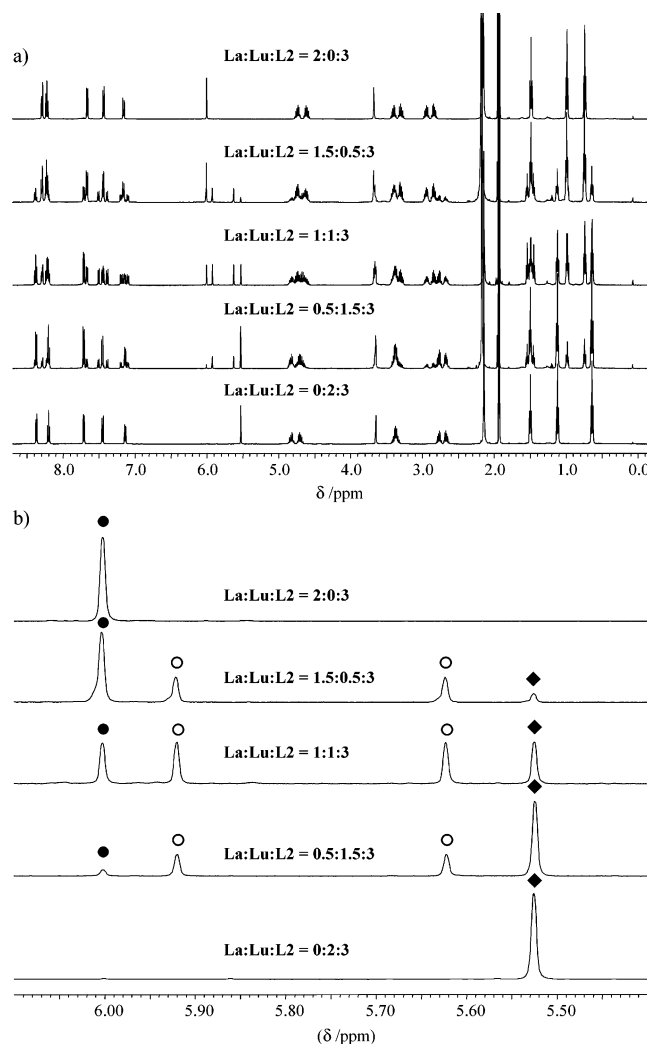 a)
La:Lu:L2 = 2:0:3
La:Lu:L2 = 1.5:0.5:3
La:Lu:L2 = 1:1:3
La:Lu:L2 = 0.5:1.5:3
La:Lu:L2 = 0:2:3
8.0 7.0 6.0 5.0 4.0 3.0 2.0 1.0 0.0
δ /ppm
b)
La:Lu:L2 = 2:0:3
La:Lu:L2 = 1.5:0.5:3
La:Lu:L2 = 1:1:3
La:Lu:L2 = 0.5:1.5:3
La:Lu:L2 = 0:2:3
6.00 5.90 5.80 5.70 5.60 5.50
(δ /ppm)